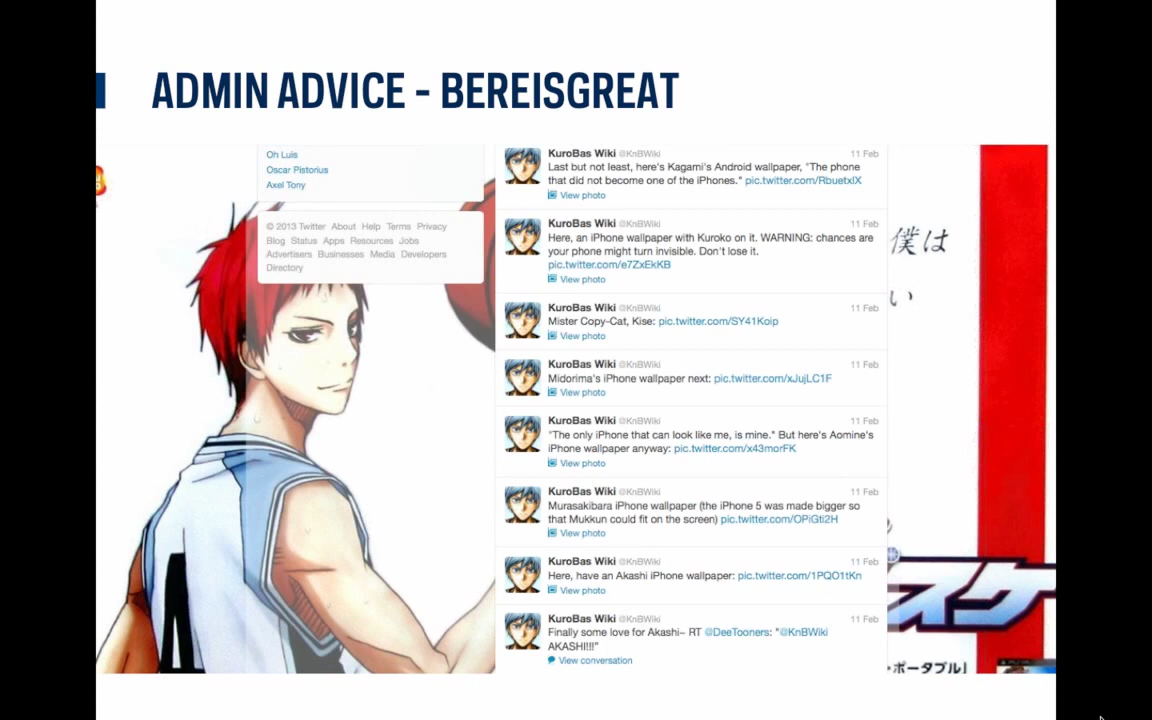 ADMIN ADVICE - BEREISGREAT
Oh Luis
Oscar Pistorius
Axel Tony
© 2013 Twitter About Help Terms Privacy
Blog Status Apps Resources Jobs
Advertisers Businesses Media Developers
Directory
KuroBas Wiki @KnBWiki 11 Feb
Last but not least, here's Kagami's Android wallpaper, "The phone
that did not become one of the iPhones." pic.twitter.com/RbuetxlX
View photo
KuroBas Wiki @KnBWiki 11 Feb
Here, an iPhone wallpaper with Kuroko on it. WARNING: chances are
your phone might turn invisible. Don't lose it.
pic.twitter.com/e7ZxEkKB
View photo
KuroBas Wiki @KnBWiki 11 Feb
Mister Copy-Cat, Kise: pic.twitter.com/SY41Koip
View photo
KuroBas Wiki @KnBWiki 11 Feb
Midorima's iPhone wallpaper next: pic.twitter.com/xJujLC1F
View photo
KuroBas Wiki @KnBWiki 11 Feb
"The only iPhone that can look like me, is mine." But here's Aomine's
iPhone wallpaper anyway: pic.twitter.com/x43morFK
View photo
KuroBas Wiki @KnBWiki 11 Feb
Murasakibara iPhone wallpaper (the iPhone 5 was made bigger so
that Mukkun could fit on the screen) pic.twitter.com/OPiGti2H
View photo
KuroBas Wiki @KnBWiki 11 Feb
Here, have an Akashi iPhone wallpaper: pic.twitter.com/1PQO1tKn
View photo
KuroBas Wiki @KnBWiki 11 Feb
Finally some love for Akashi~ RT @DeeTooners: "@KnBWiki
AKASHI!!!"
View conversation
僕は
い
スケ
ポータブル」